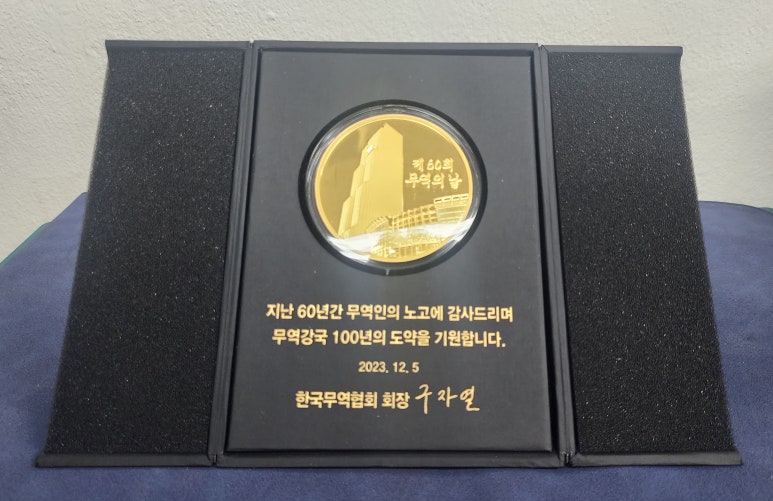 제60회
무역의 날
지난 60년간 무역인의 노고에 감사드리며
무역강국 100년의 도약을 기원합니다.
2023. 12. 5
한국무역협회 회장 구자열